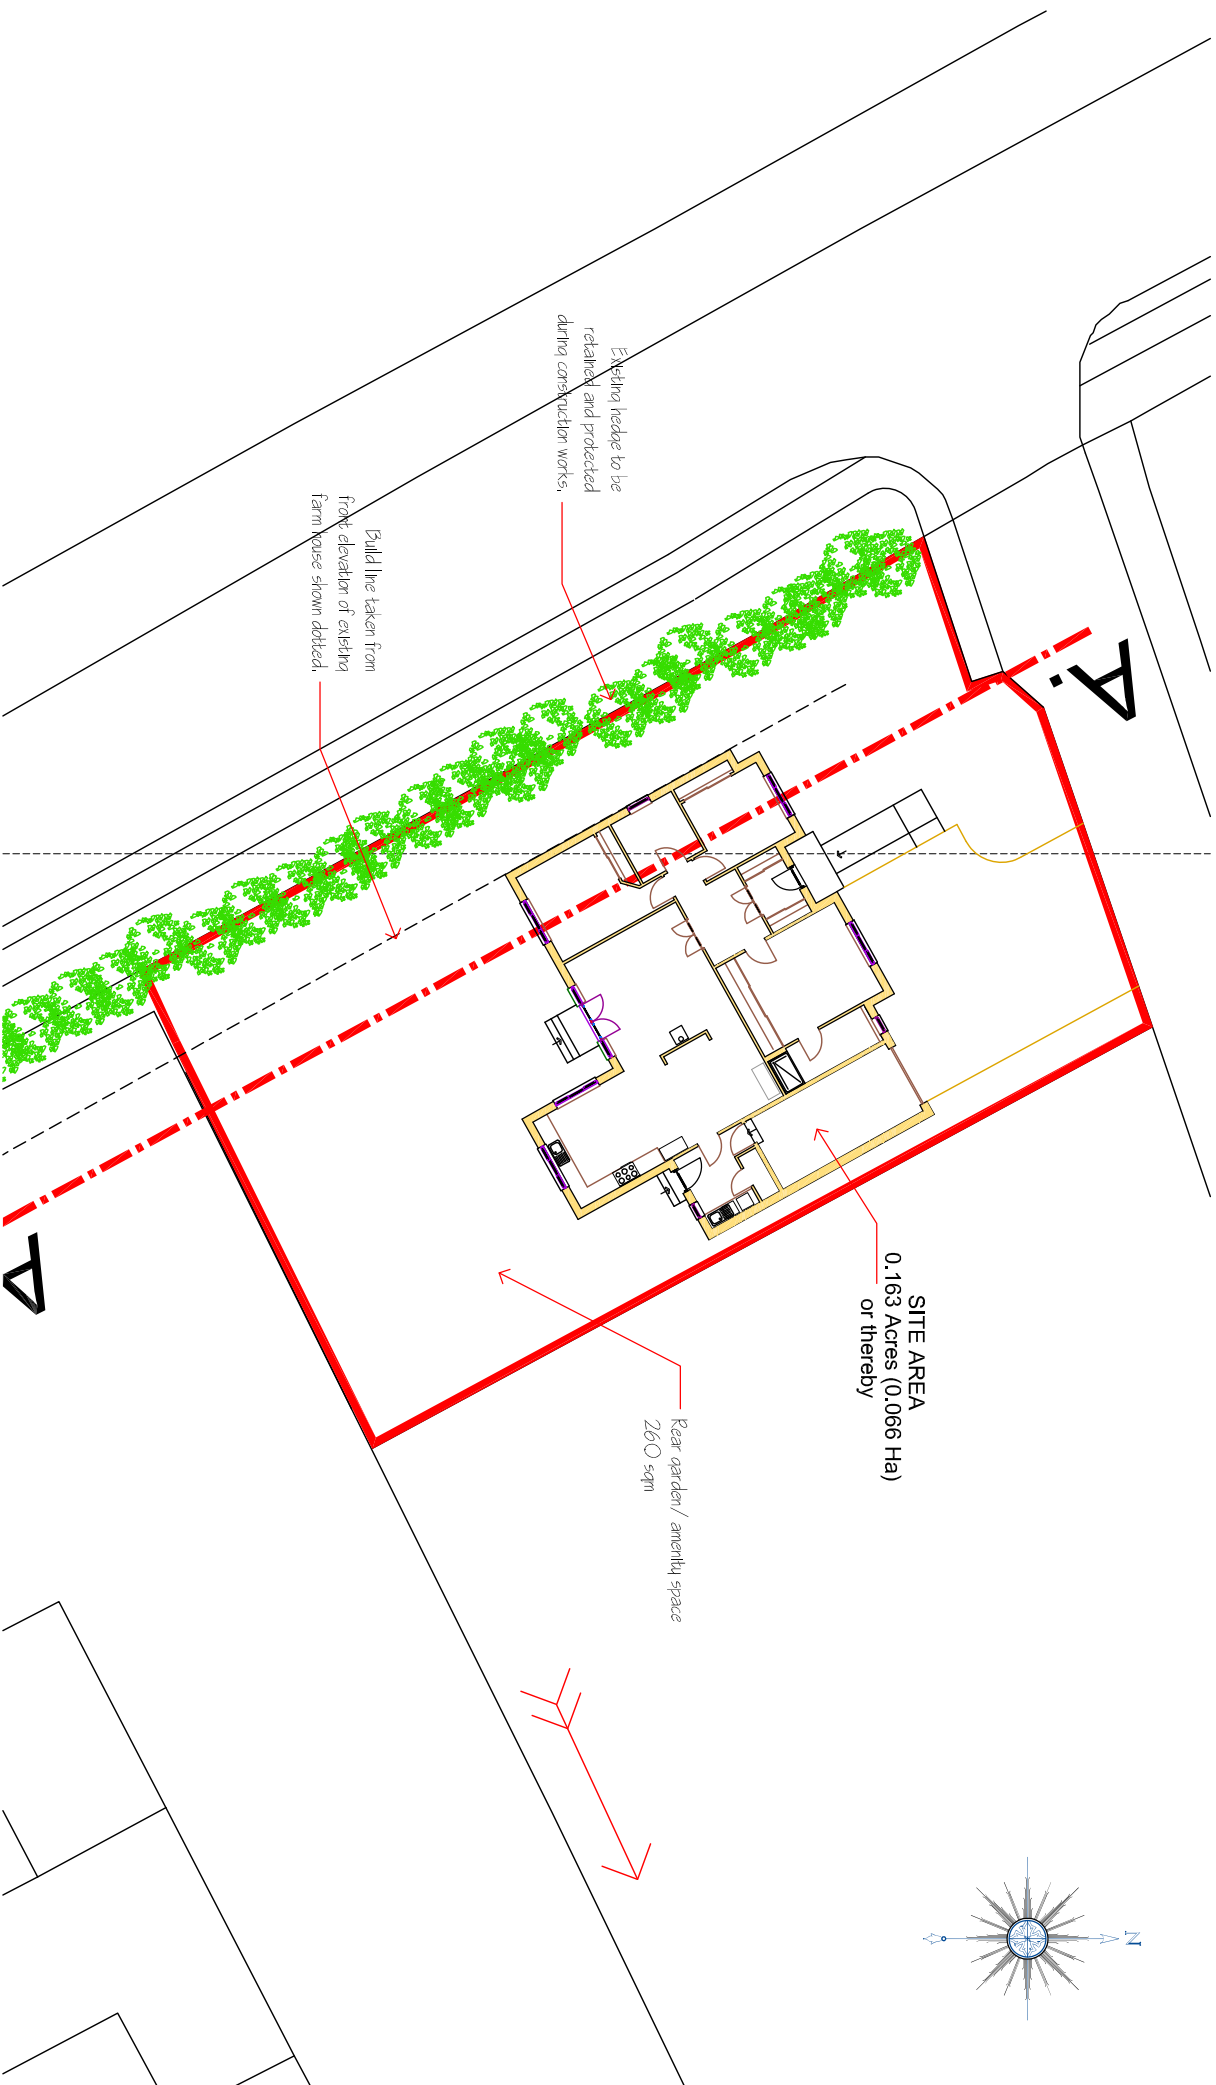 Existing hedge to be
retained and protected
during construction works.
Build line taken from
front elevation of existing
farm house shown dotted.
A
A
SITE AREA
0.163 Acres (0.066 Ha)
or thereby
Rear garden/ amenity space
260 sqm
N